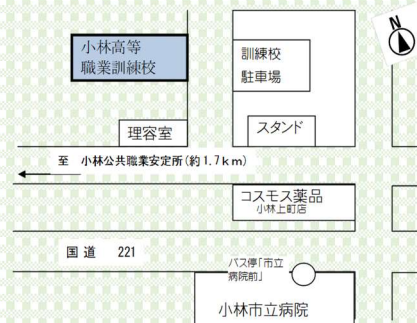 N
小林高等
職業訓練校
訓練校
駐車場
理容室
スタンド
至 小林公共職業安定所(約1.7km)
コスモス薬品
小林上町店
国道 221
バス停「市立
病院前」
小林市立病院